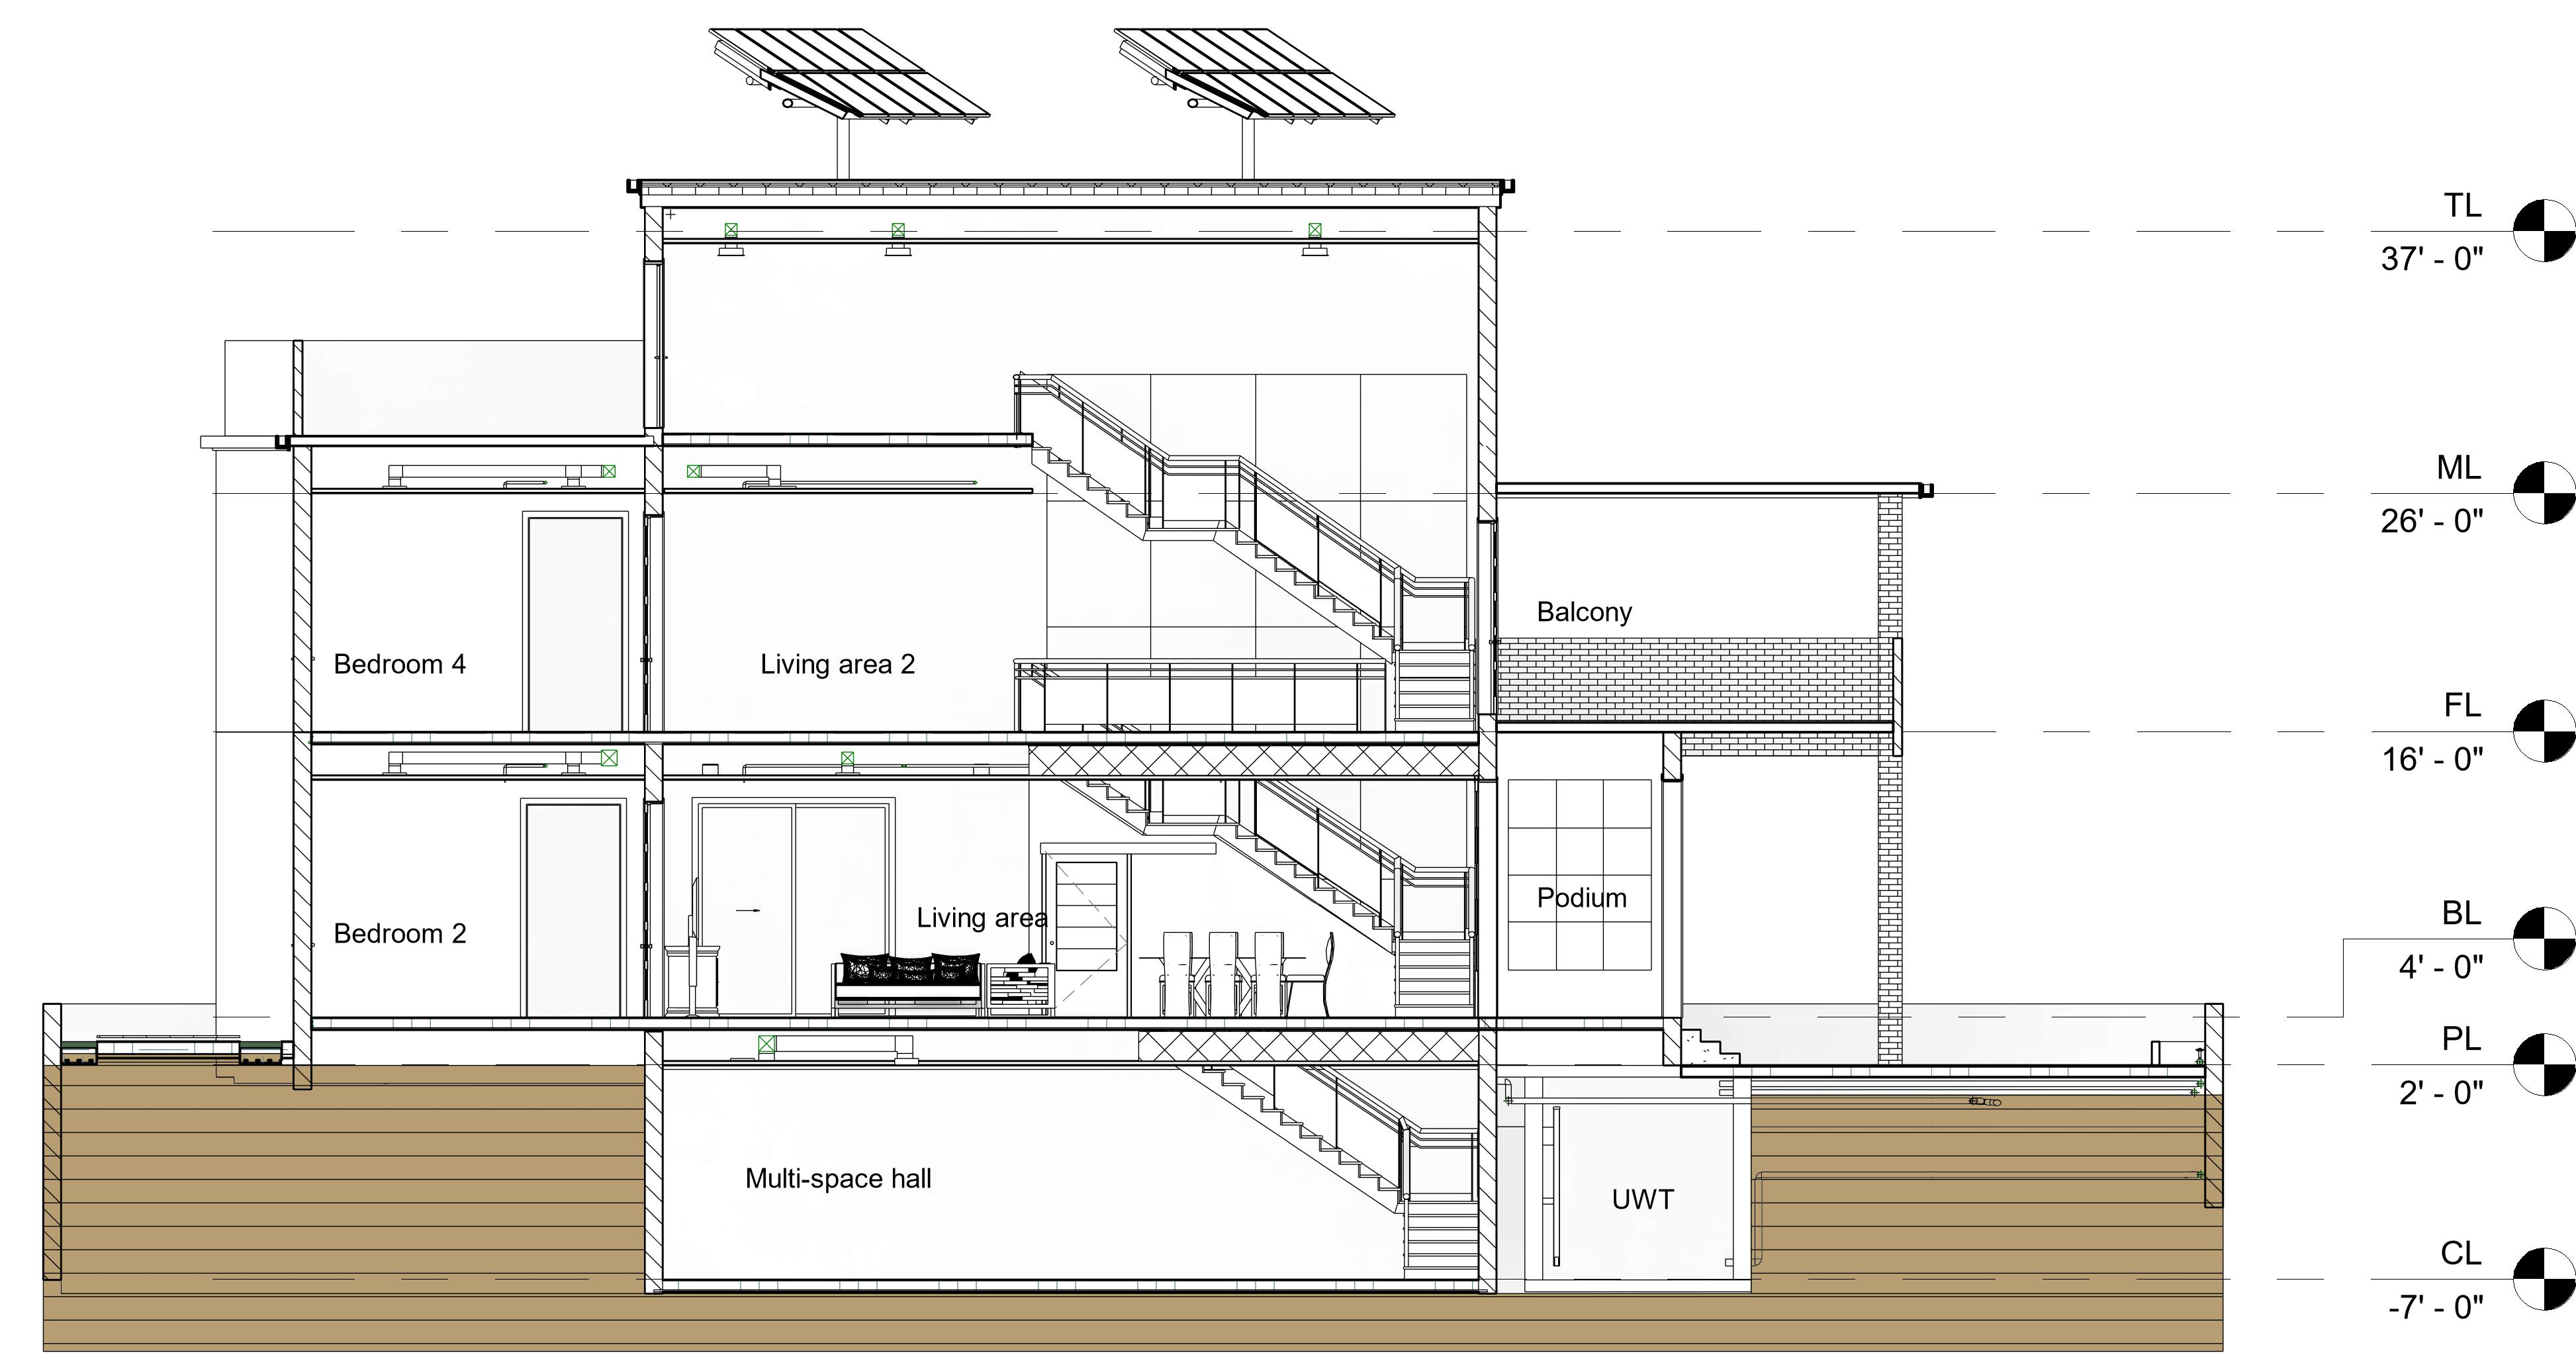 TL
37' - 0"
ML
26' - 0"
Balcony
Bedroom 4
Living area 2
FL
16' - 0"
Podium
BL
Living area
Bedroom 2
4' - 0"
PL
2' - 0"
Multi-space hall
UWT
CL
-7' - 0"